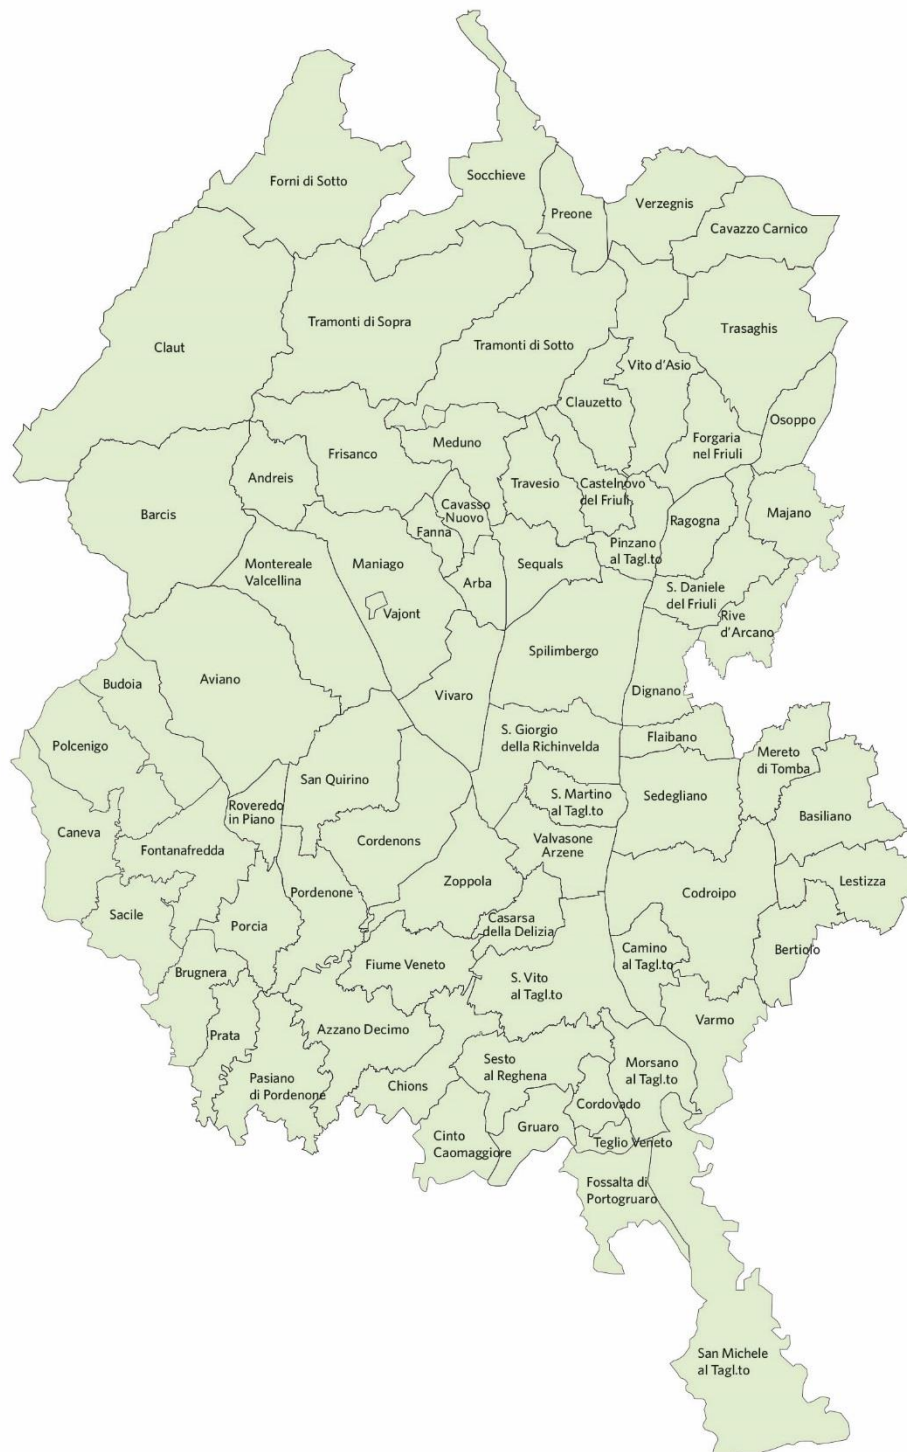 Forni di Sotto
Socchieve
Preone
Verzegnis
Cavazzo Carnico
Tramonti di Sopra
Tramonti di Sotto
Trasaghis
Claut
Vito d'Asio
Clauzetto
Osoppo
Frisanco
Meduno
Forgaria
nel Friuli
Andreis
Travesio
Castelnovo
del Friuli
Barcis
Cavasso
Nuovo
Ragogna
Majano
Fanna
Pinzano
al Tagl.to
Montereale
Valcellina
Maniago
Arba
Sequals
S. Daniele
del Friuli
Vajont
Rive
d'Arcano
Spilimbergo
Aviano
Budoia
Vivaro
Dignano
Polcenigo
S. Giorgio
della Richinvelda
Flaibano
Mereto
di Tomba
San Quirino
Roveredo
in Piano
S. Martino
al Tagl.to
Sedegliano
Basiliano
Caneva
Fontanafredda
Cordenons
Valvasone
Arzene
Zoppola
Pordenone
Codroipo
Lestizza
Sacile
Porcia
Casarsa
della Delizia
Camino
al Tagl.to
Bertiolo
Brugnera
Fiume Veneto
S. Vito
al Tagl.to
Varmo
Prata
Azzano Decimo
Sesto
al Reghena
Morsano
al Tagl.to
Pasiano
di Pordenone
Chions
Cordovado
Gruaro
Cinto
Caomaggiore
Teglio Veneto
Fossalta di
Portogruaro
San Michele
al Tagl.to